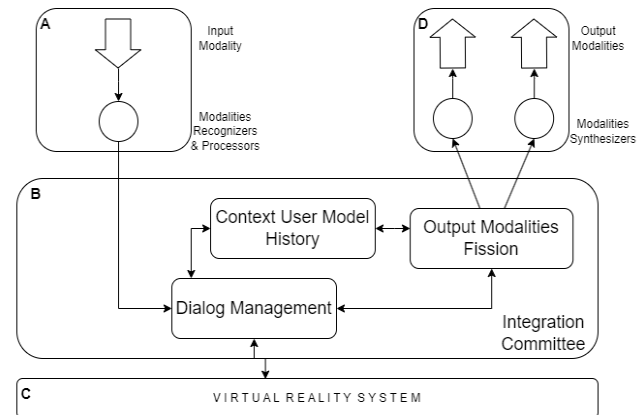 A
Input
Modality
Modalities
Recognizers
& Processors
D
Output
Modalities
Modalities
Synthesizers
B
Context User Model
History
Output Modalities
Fission
Dialog Management
Integration
Committee
C
VIRTUAL REALITY SYSTEM